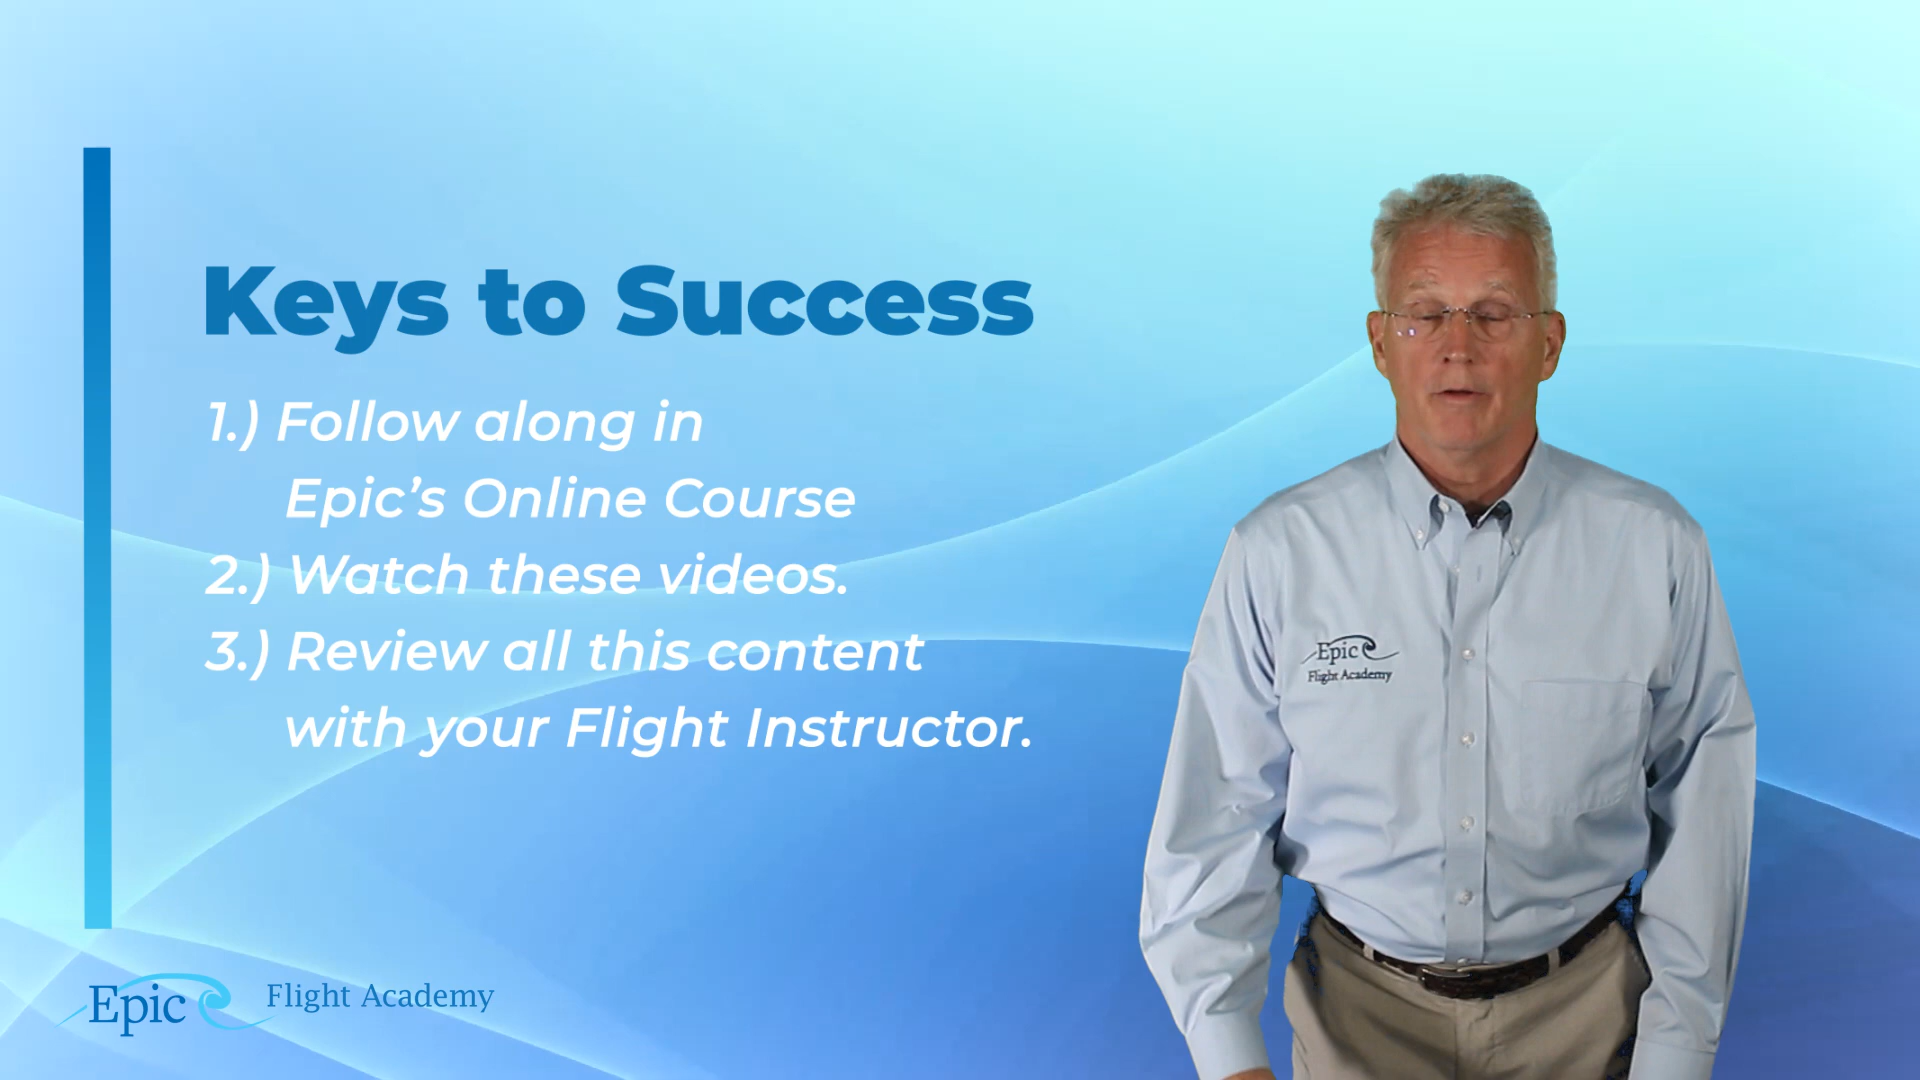 Keys to Success
1.) Follow along in
Epic’s Online Course
2.) Watch these videos.
3.) Review all this content
with your Flight Instructor.
Epic
Flight Academy
Epic Flight Academy